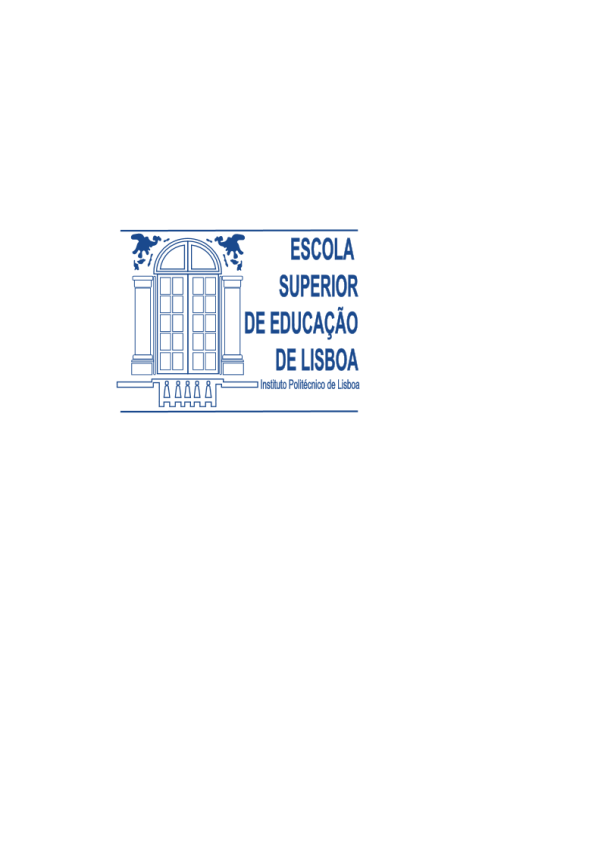 ESCOLA
SUPERIOR
DE EDUCAÇÃO
DE LISBOA
Instituto Politécnico de Lisboa